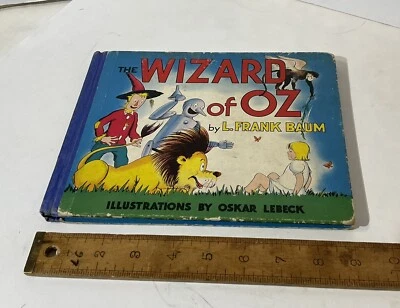 THE WIZARD
of OZ
by L. FRANK BAUM
ILLUSTRATIONS BY OSKAR LEBECK